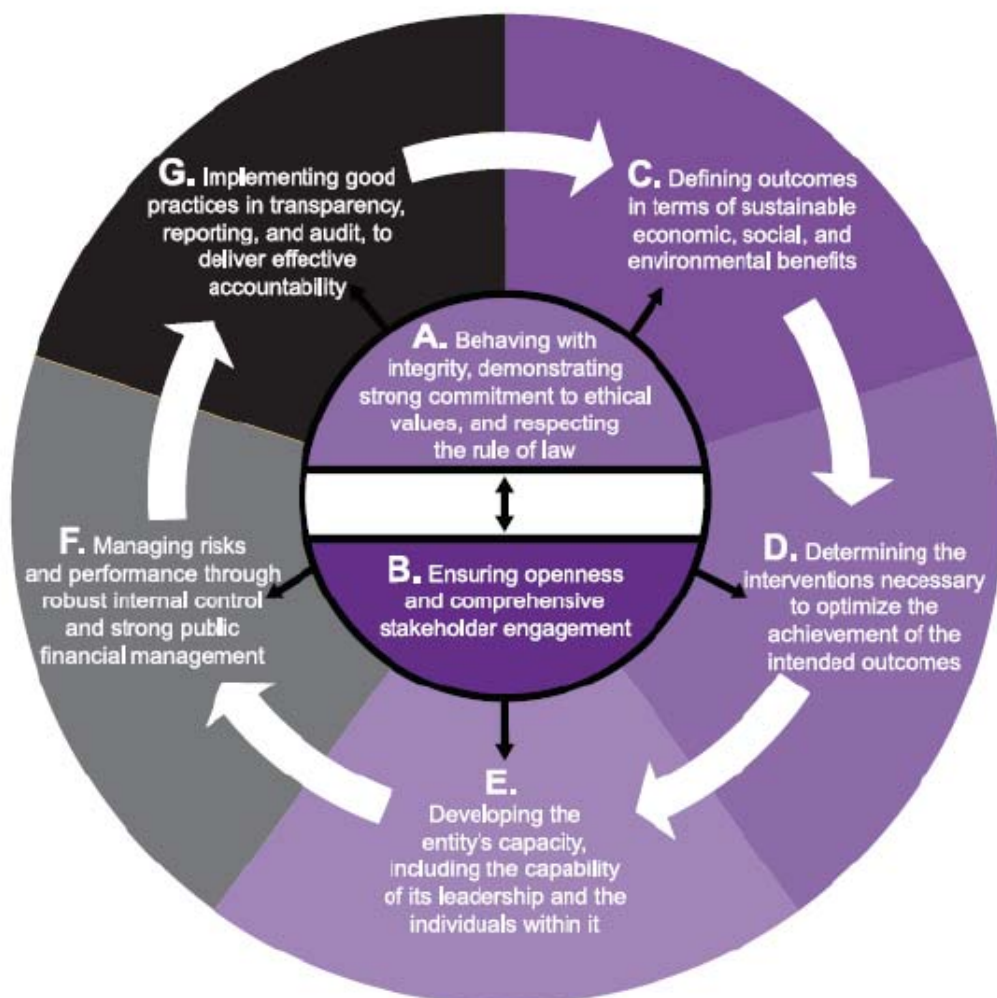 G. Implementing good
practices in transparency,
reporting, and audit, to
deliver effective
accountability
C. Defining outcomes
in terms of sustainable
economic, social, and
environmental benefits
A. Behaving with
integrity, demonstrating
strong commitment to ethical
values, and respecting
the rule of law
F. Managing risks
and performance through
robust internal control
and strong public
financial management
B. Ensuring openness
and comprehensive
stakeholder engagement
D. Determining the
interventions necessary
to optimize the
achievement of the
intended outcomes
E.
Developing the
entity's capacity,
including the capability
of its leadership and the
individuals within it